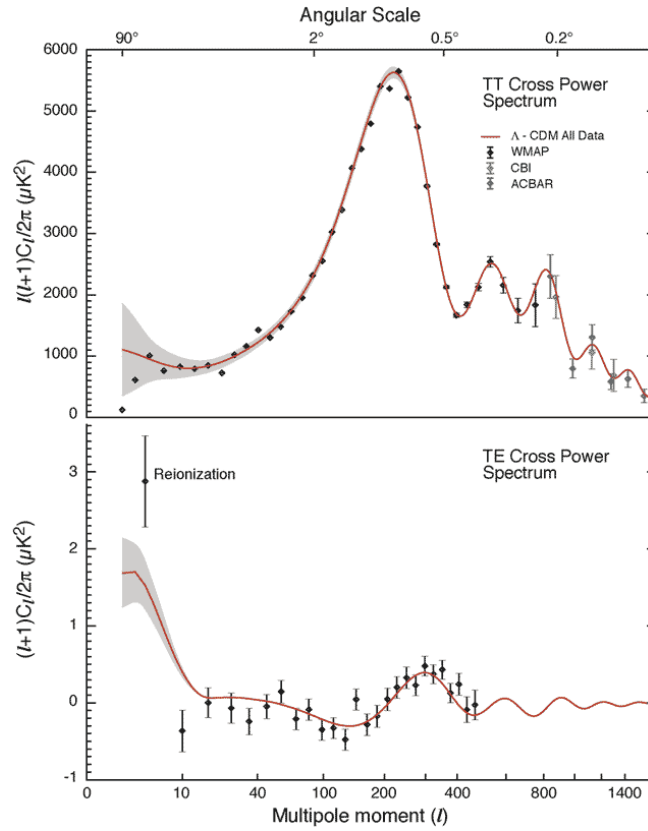 Angular Scale
90° 2° 0.5° 0.2°
6000
5000
4000
3000
2000
1000
0
l(l+1)Cl/2π (μK²)
TT Cross Power
Spectrum
Λ - CDM All Data
WMAP
CBI
ACBAR
TE Cross Power
Spectrum
Reionization
3
2
1
0
-1
(l+1)Cl/2π (μK²)
0 10 40 100 200 400 800 1400
Multipole moment (l)